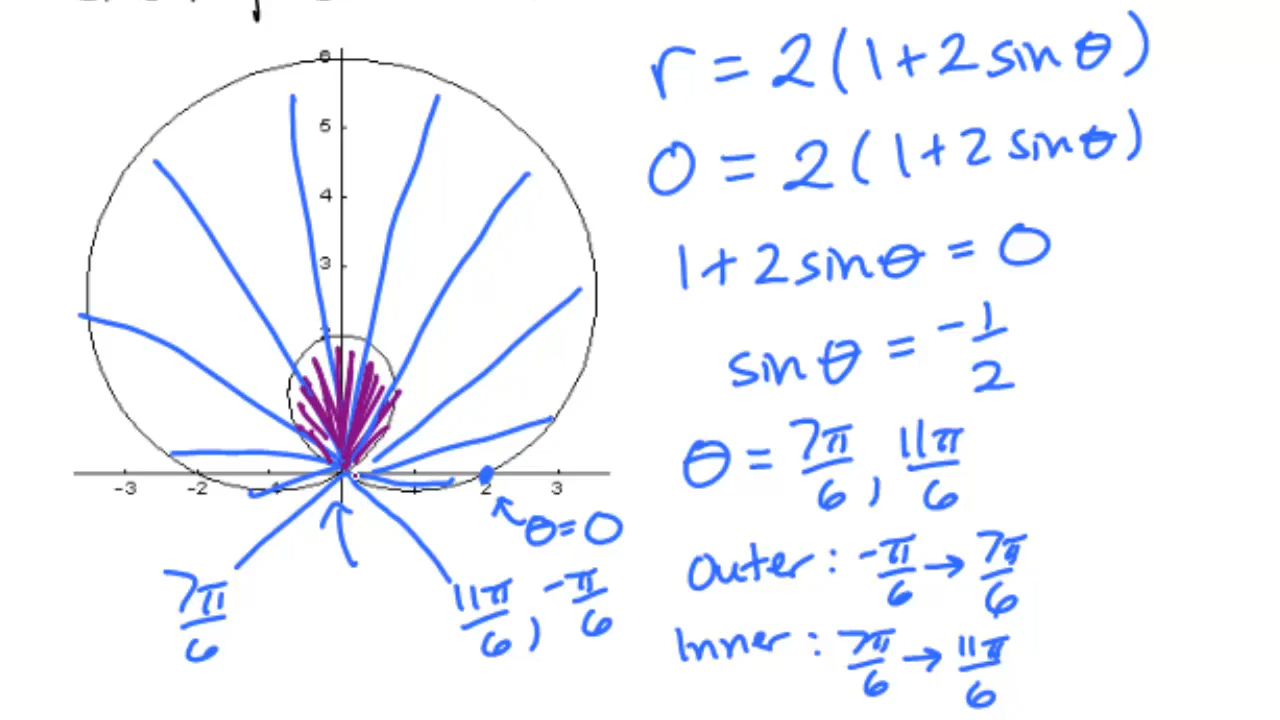 r = 2(1+2sinθ)
0 = 2(1+2sinθ)
1+2sinθ = 0
sinθ = -1/2
θ = 7π/6, 11π/6
outer: -π/6 → 7π/6
Inner: 7π/6 → 11π/6
6
5
4
3
2
-3 -2 2 3
θ=0
7π/6
11π/6, -π/6